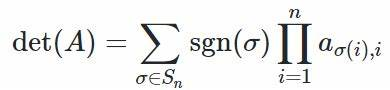 det(A) = ∑_{σ∈S_n} sgn(σ) ∏_{i=1}^{n} a_{σ(i),i}